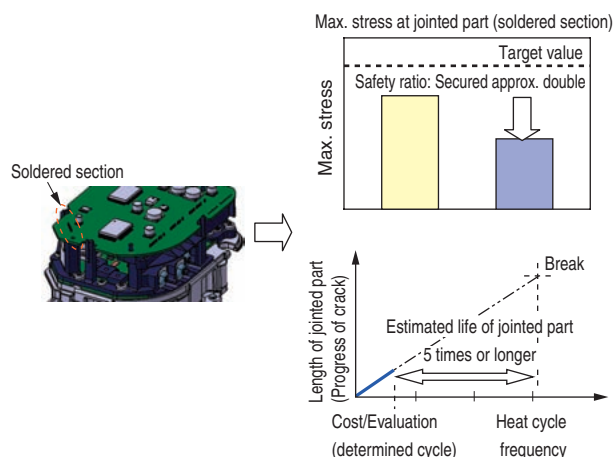 Max. stress at jointed part (soldered section)
Target value
Safety ratio: Secured approx. double
Max. stress
Soldered section
Break
Estimated life of jointed part
5 times or longer
Length of jointed part
(Progress of crack)
Cost/Evaluation
(determined cycle)
Heat cycle
frequency